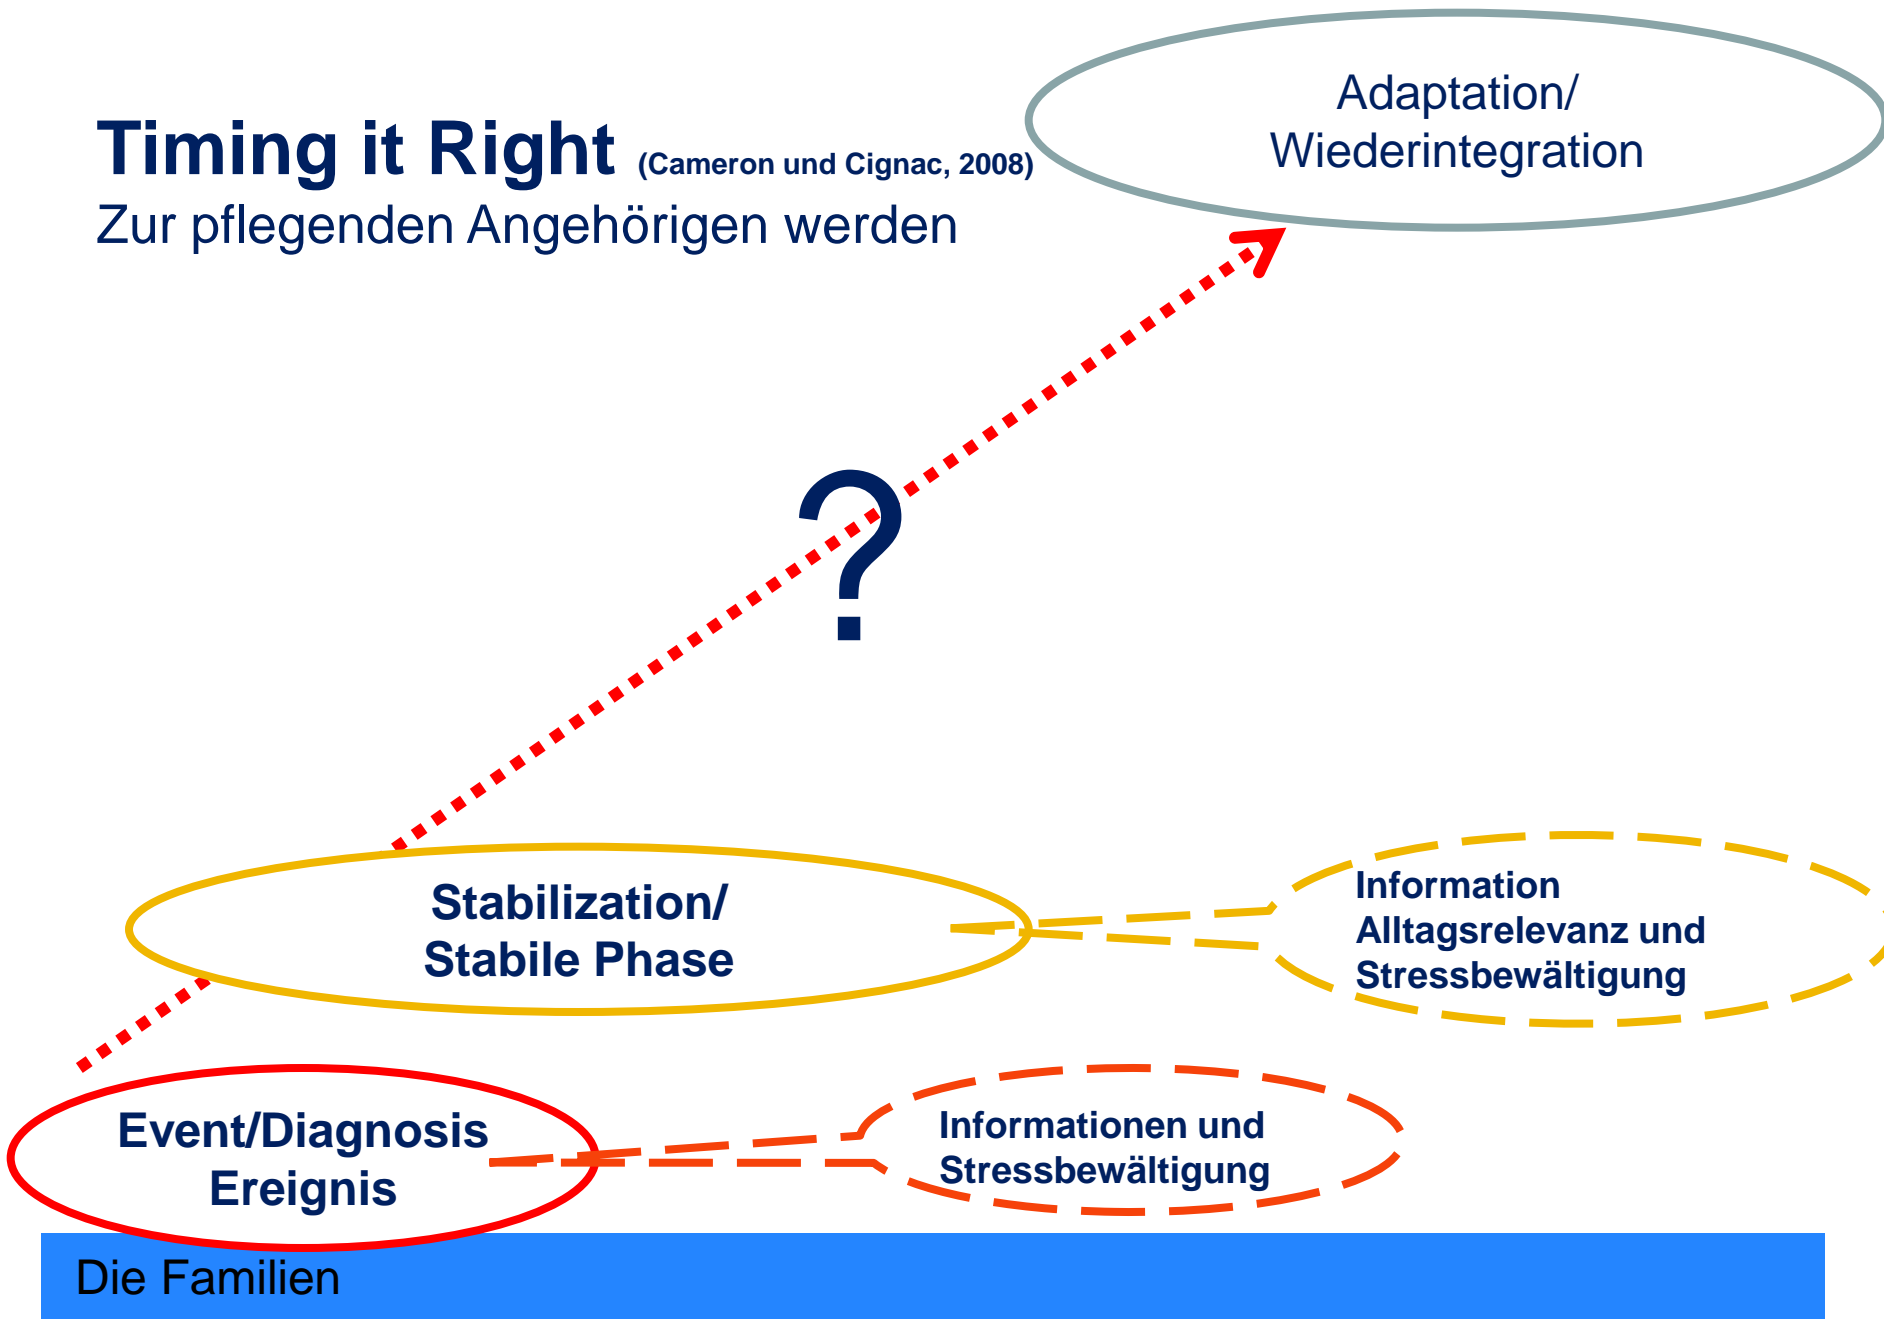 Timing it Right (Cameron und Cignac, 2008)
Zur pflegenden Angehörigen werden
Adaptation/
Wiederintegration
?
Stabilization/
Stabile Phase
Information
Alltagsrelevanz und
Stressbewältigung
Event/Diagnosis
Ereignis
Informationen und
Stressbewältigung
Die Familien